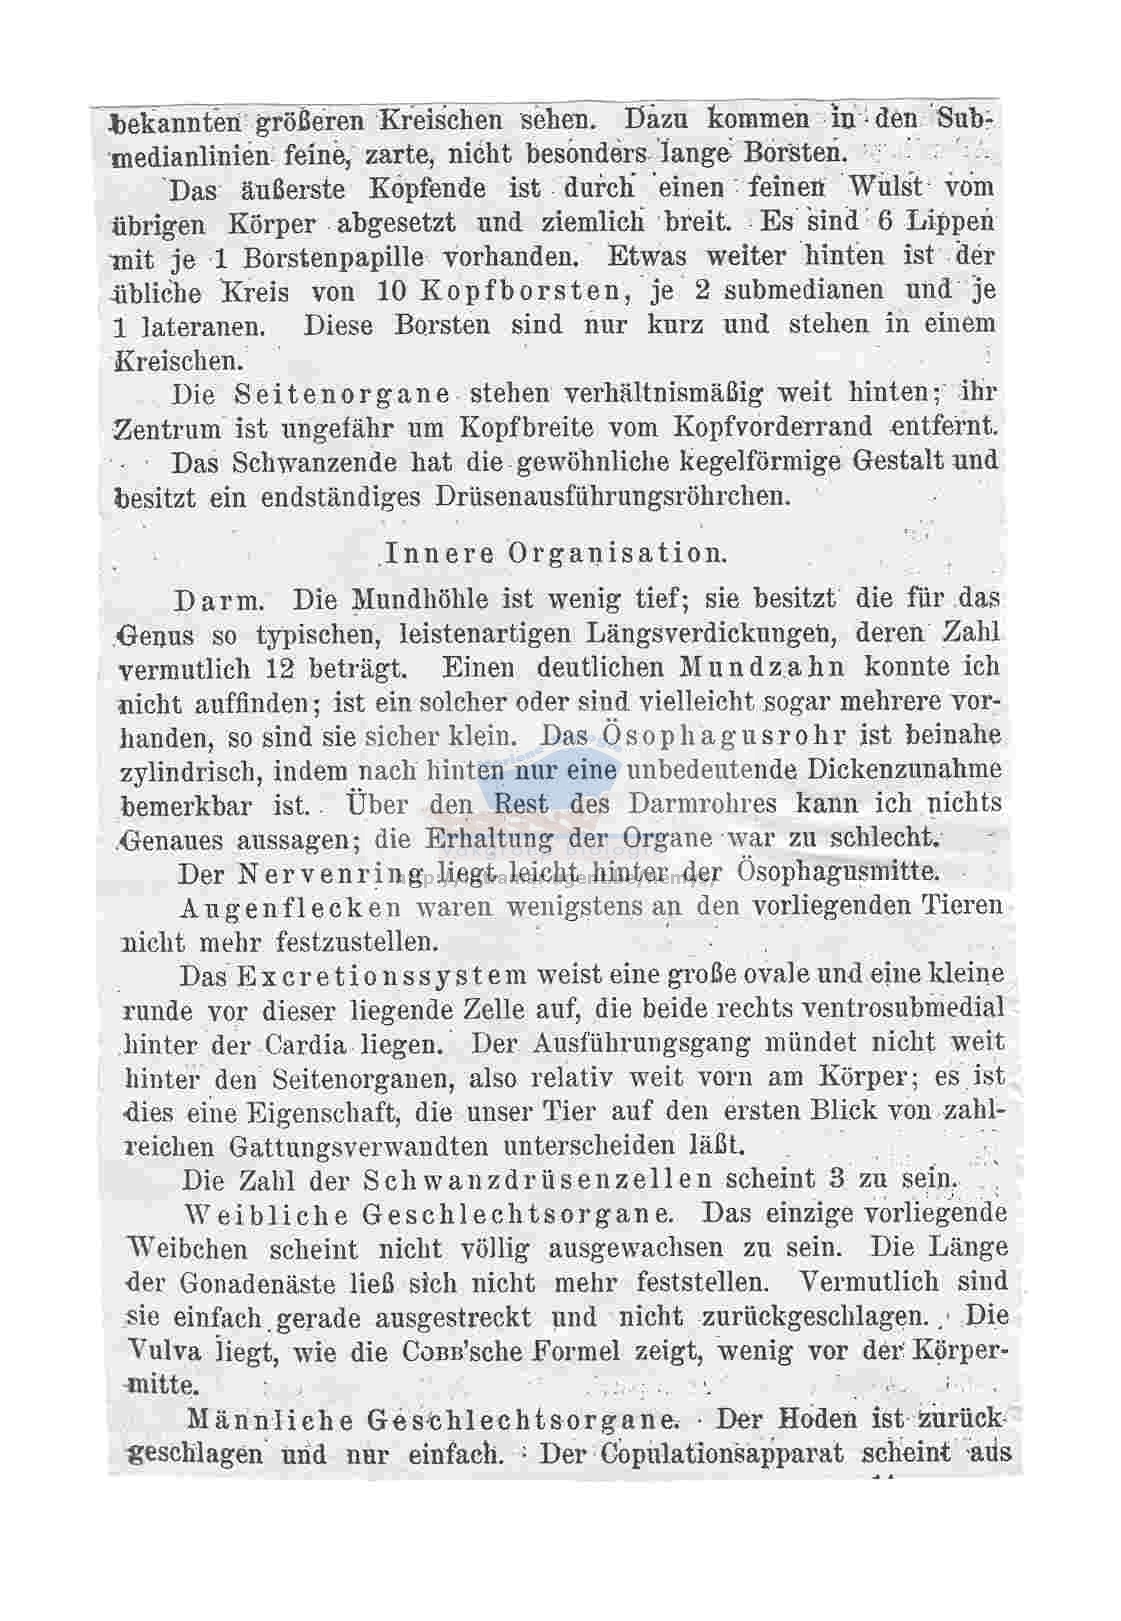 bekannten größeren Kreischen sehen. Dazu kommen in den Sub-
medianlinien feine, zarte, nicht besonders lange Borsten.
Das äußerste Kopfende ist durch einen feinen Wulst vom
übrigen Körper abgesetzt und ziemlich breit. Es sind 6 Lippen
mit je 1 Borstenpapille vorhanden. Etwas weiter hinten ist der
übliche Kreis von 10 Kopfborsten, je 2 submedianen und je
1 lateranen. Diese Borsten sind nur kurz und stehen in einem
Kreischen.
Die Seitenorgane stehen verhältnismäßig weit hinten; ihr
Zentrum ist ungefähr um Kopfbreite vom Kopfvorderrand entfernt.
Das Schwanzende hat die gewöhnliche kegelförmige Gestalt und
besitzt ein endständiges Drüsenausführungsröhrchen.
Innere Organisation.
Darm. Die Mundhöhle ist wenig tief; sie besitzt die für das
Genus so typischen, leistenartigen Längsverdickungen, deren Zahl
vermutlich 12 beträgt. Einen deutlichen Mundzahn konnte ich
nicht auffinden; ist ein solcher oder sind vielleicht sogar mehrere vor-
handen, so sind sie sicher klein. Das Ösophagusrohr ist beinahe
zylindrisch, indem nach hinten nur eine unbedeutende Dickenzunahme
bemerkbar ist. Über den Rest des Darmrohres kann ich nichts
Genaues aussagen; die Erhaltung der Organe war zu schlecht.
Der Nervenring liegt leicht hinter der Ösophagusmitte.
Augenflecken waren wenigstens an den vorliegenden Tieren
nicht mehr festzustellen.
Das Excretionssystem weist eine große ovale und eine kleine
runde vor dieser liegende Zelle auf, die beide rechts ventrosubmedial
hinter der Cardia liegen. Der Ausführungsgang mündet nicht weit
hinter den Seitenorganen, also relativ weit vorn am Körper; es ist
dies eine Eigenschaft, die unser Tier auf den ersten Blick von zahl-
reichen Gattungsverwandten unterscheiden läßt.
Die Zahl der Schwanzdrüsenzellen scheint 3 zu sein.
Weibliche Geschlechtsorgane. Das einzige vorliegende
Weibchen scheint nicht völlig ausgewachsen zu sein. Die Länge
der Gonadenäste ließ sich nicht mehr feststellen. Vermutlich sind
sie einfach gerade ausgestreckt und nicht zurückgeschlagen. Die
Vulva liegt, wie die COBB'sche Formel zeigt, wenig vor der Körper-
mitte.
Männliche Geschlechtsorgane. Der Hoden ist zurück-
geschlagen und nur einfach. Der Copulationsapparat scheint aus